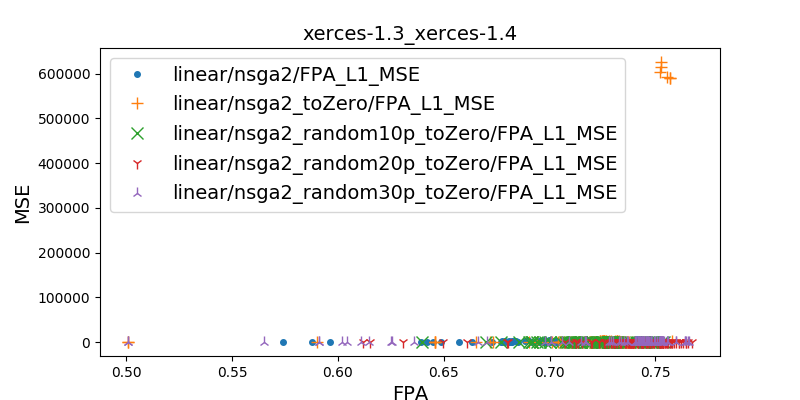 xerces-1.3_xerces-1.4
linear/nsga2/FPA_L1_MSE
linear/nsga2_toZero/FPA_L1_MSE
linear/nsga2_random10p_toZero/FPA_L1_MSE
linear/nsga2_random20p_toZero/FPA_L1_MSE
linear/nsga2_random30p_toZero/FPA_L1_MSE
MSE
600000
500000
400000
300000
200000
100000
0
0.50 0.55 0.60 0.65 0.70 0.75
FPA